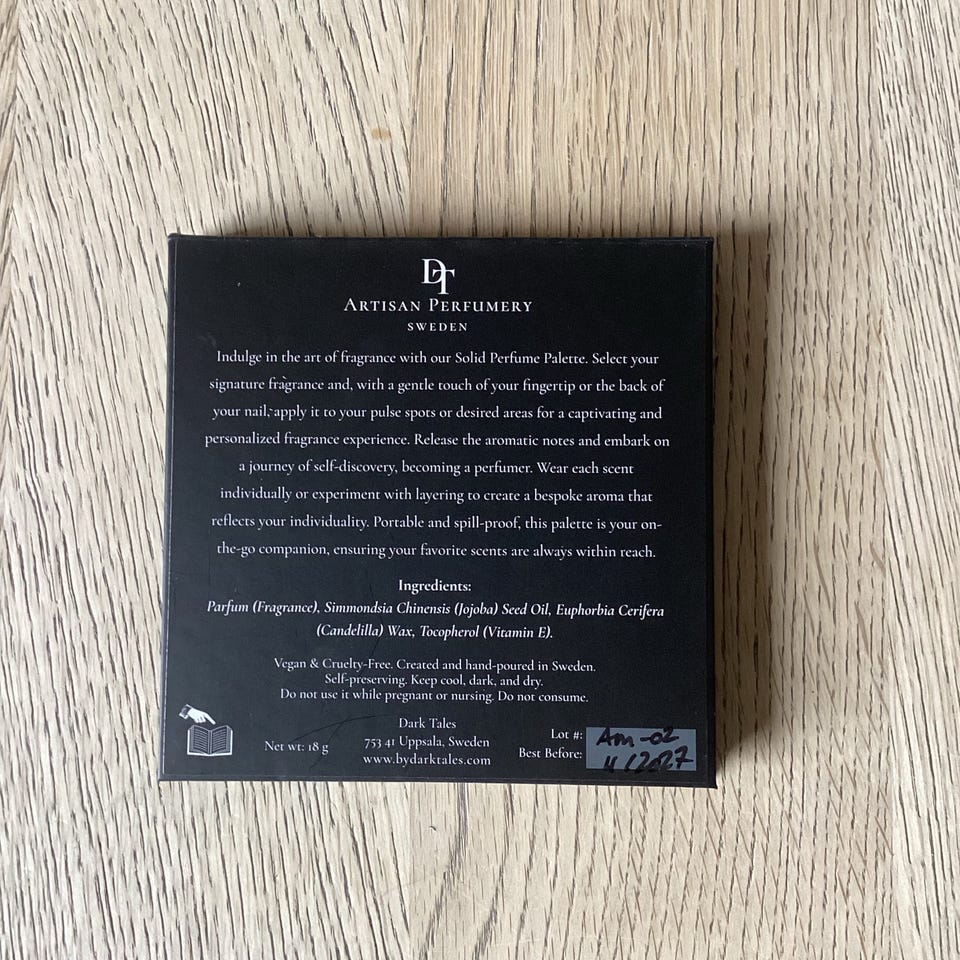 DT
ARTISAN PERFUMERY
SWEDEN
Indulge in the art of fragrance with our Solid Perfume Palette. Select your
signature fragrance and, with a gentle touch of your fingertip or the back of
your nail, apply it to your pulse spots or desired areas for a captivating and
personalized fragrance experience. Release the aromatic notes and embark on
a journey of self-discovery, becoming a perfumer. Wear each scent
individually or experiment with layering to create a bespoke aroma that
reflects your individuality. Portable and spill-proof, this palette is your on-
the-go companion, ensuring your favorite scents are always within reach.
Ingredients:
Parfum (Fragrance), Simmondsia Chinensis (Jojoba) Seed Oil, Euphorbia Cerifera
(Candelilla) Wax, Tocopherol (Vitamin E).
Vegan & Cruelty-Free. Created and hand-poured in Sweden.
Self-preserving. Keep cool, dark, and dry.
Do not use it while pregnant or nursing. Do not consume.
Net wt: 18 g
Dark Tales
753 41 Uppsala, Sweden
www.bydarktales.com
Lot #: Am-02
Best Before: 11/2027